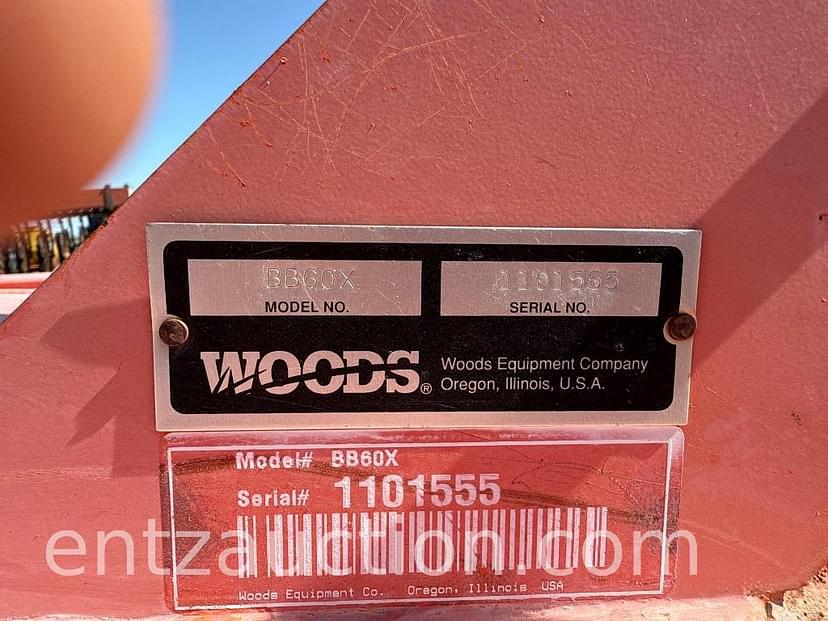 BB60X 1101555
MODEL NO. SERIAL NO.
WOODS® Woods Equipment Company
Oregon, Illinois, U.S.A.
Model# BB60X
Serial# 1101555
entzauction.com
Woods Equipment Co. Oregon, Illinois USA